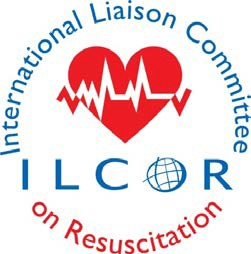 International Liaison Committee
ILCOR
on Resuscitation